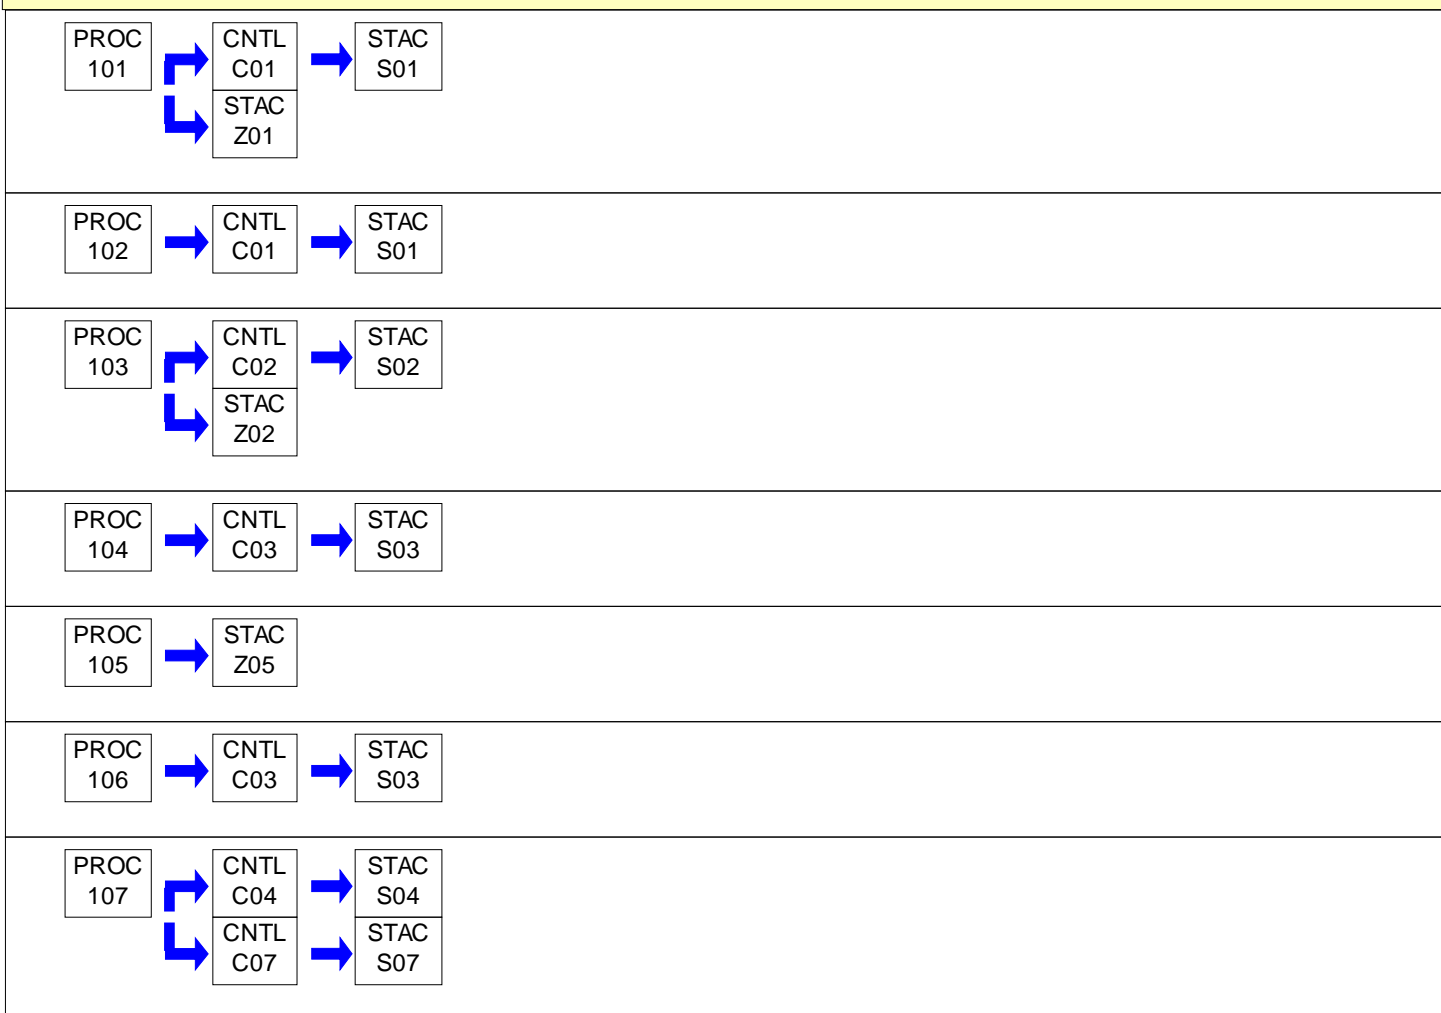 PROC
101
CNTL
C01
STAC
S01
STAC
Z01
PROC
102
CNTL
C01
STAC
S01
PROC
103
CNTL
C02
STAC
S02
STAC
Z02
PROC
104
CNTL
C03
STAC
S03
PROC
105
STAC
Z05
PROC
106
CNTL
C03
STAC
S03
PROC
107
CNTL
C04
STAC
S04
CNTL
C07
STAC
S07